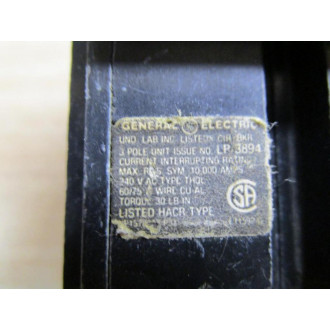 GENERAL GE ELECTRIC
UND. LAB INC. LISTED CIR. BKR.
3 POLE UNIT ISSUE NO. LP-3894
CURRENT INTERRUPTING RATING
MAX. RMS SYM 10,000 AMPS
240 V AC TYPE THQL
60/75 WIRE CU-AL
TORQUE 30 LB-IN
LISTED HACR TYPE
SA